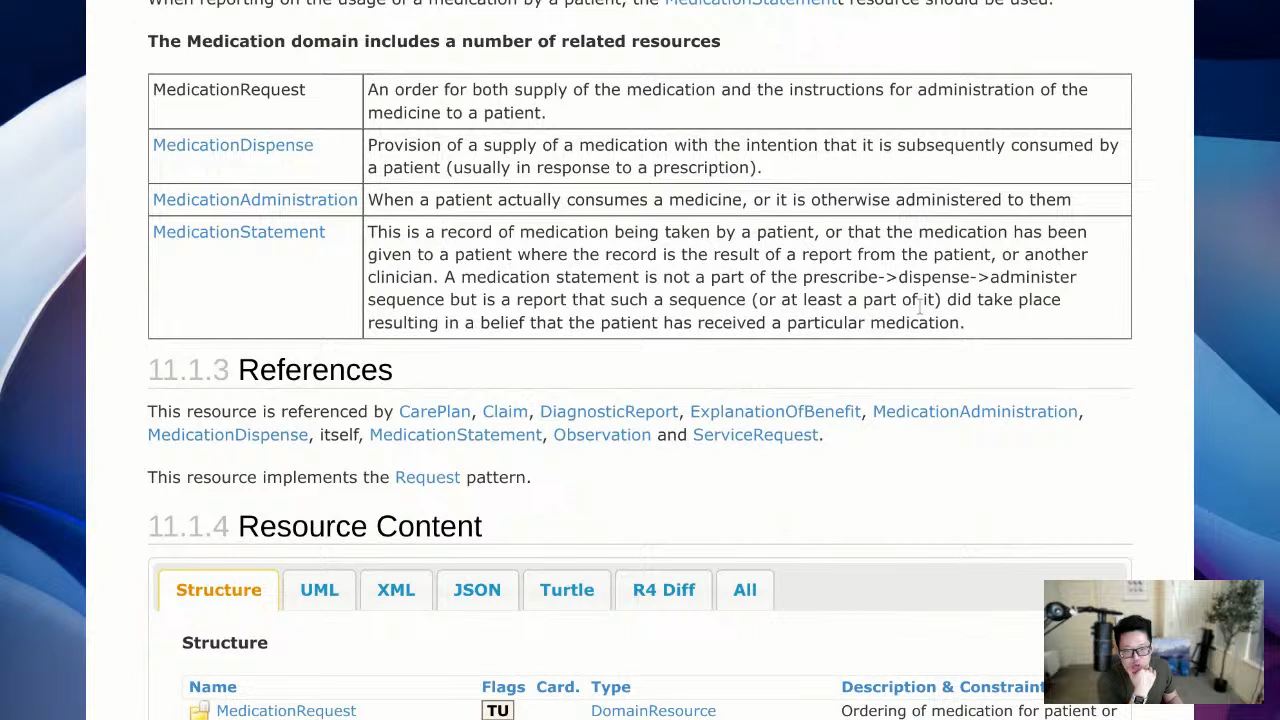 When reporting on the usage of a medication by a patient, the MedicationStatementt resource should be used.
The Medication domain includes a number of related resources
MedicationRequest
An order for both supply of the medication and the instructions for administration of the
medicine to a patient.
MedicationDispense
Provision of a supply of a medication with the intention that it is subsequently consumed by
a patient (usually in response to a prescription).
MedicationAdministration
When a patient actually consumes a medicine, or it is otherwise administered to them
MedicationStatement
This is a record of medication being taken by a patient, or that the medication has been
given to a patient where the record is the result of a report from the patient, or another
clinician. A medication statement is not a part of the prescribe->dispense->administer
sequence but is a report that such a sequence (or at least a part of it) did take place
resulting in a belief that the patient has received a particular medication.
11.1.3 References
This resource is referenced by CarePlan, Claim, DiagnosticReport, ExplanationOfBenefit, MedicationAdministration,
MedicationDispense, itself, MedicationStatement, Observation and ServiceRequest.
This resource implements the Request pattern.
11.1.4 Resource Content
Structure UML XML JSON Turtle R4 Diff All
Structure
Name Flags Card. Type Description & Constraint
MedicationRequest TU DomainResource Ordering of medication for patient or